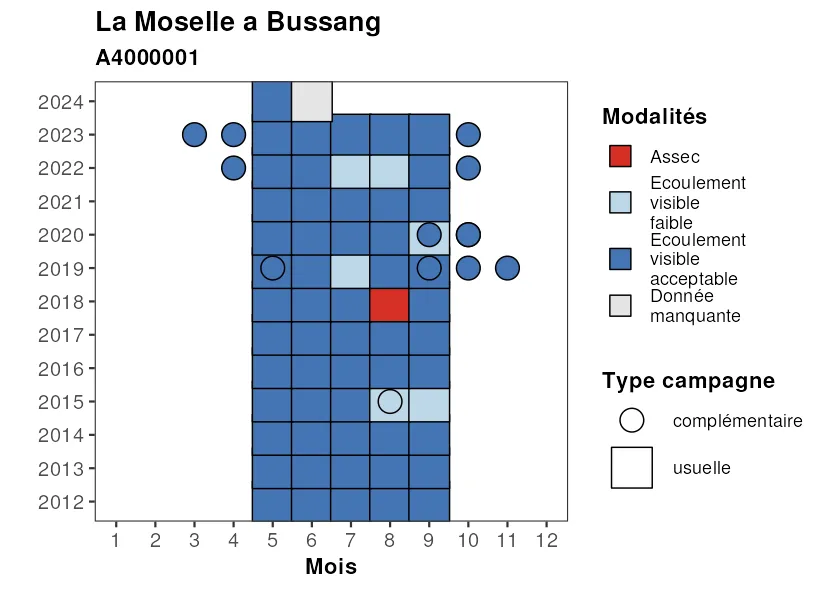 La Moselle a Bussang
A4000001
2024
2023
2022
2021
2020
2019
2018
2017
2016
2015
2014
2013
2012
1 2 3 4 5 6 7 8 9 10 11 12
Mois
Modalités
Assec
Ecoulement
visible
faible
Ecoulement
visible
acceptable
Donnée
manquante
Type campagne
complémentaire
usuelle